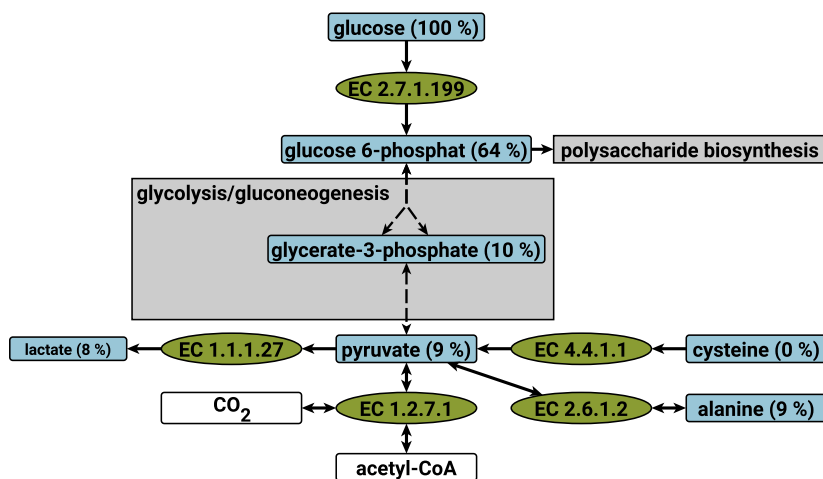 glucose (100 %)
EC 2.7.1.199
glucose 6-phosphat (64 %)
polysaccharide biosynthesis
glycolysis/gluconeogenesis
glycerate-3-phosphate (10 %)
lactate (8 %)
EC 1.1.1.27
pyruvate (9 %)
EC 4.4.1.1
cysteine (0 %)
CO2
EC 1.2.7.1
EC 2.6.1.2
alanine (9 %)
acetyl-CoA